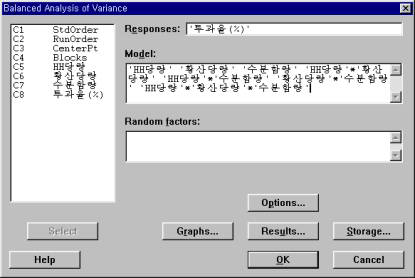 Balanced Analysis of Variance
C1 StdOrder
C2 RunOrder
C3 CenterPt
C4 Blocks
C5 HH당량
C6 황산당량
C7 수분함량
C8 투과율(%)
Responses: '투과율(%)'
Model:
'HH당량' '황산당량' '수분함량' 'HH당량'*'황산
당량' 'HH당량'*'수분함량' '황산당량'*'수분함량
' 'HH당량'*'황산당량'*'수분함량'
Random factors:
Options...
Select Graphs... Results... Storage...
Help OK Cancel